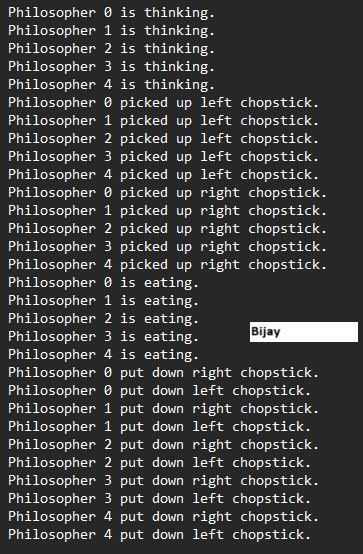 Philosopher 0 is thinking.
Philosopher 1 is thinking.
Philosopher 2 is thinking.
Philosopher 3 is thinking.
Philosopher 4 is thinking.
Philosopher 0 picked up left chopstick.
Philosopher 1 picked up left chopstick.
Philosopher 2 picked up left chopstick.
Philosopher 3 picked up left chopstick.
Philosopher 4 picked up left chopstick.
Philosopher 0 picked up right chopstick.
Philosopher 1 picked up right chopstick.
Philosopher 2 picked up right chopstick.
Philosopher 3 picked up right chopstick.
Philosopher 4 picked up right chopstick.
Philosopher 0 is eating.
Philosopher 1 is eating.
Philosopher 2 is eating.
Bijay
Philosopher 3 is eating.
Philosopher 4 is eating.
Philosopher 0 put down right chopstick.
Philosopher 0 put down left chopstick.
Philosopher 1 put down right chopstick.
Philosopher 1 put down left chopstick.
Philosopher 2 put down right chopstick.
Philosopher 2 put down left chopstick.
Philosopher 3 put down right chopstick.
Philosopher 3 put down left chopstick.
Philosopher 4 put down right chopstick.
Philosopher 4 put down left chopstick.